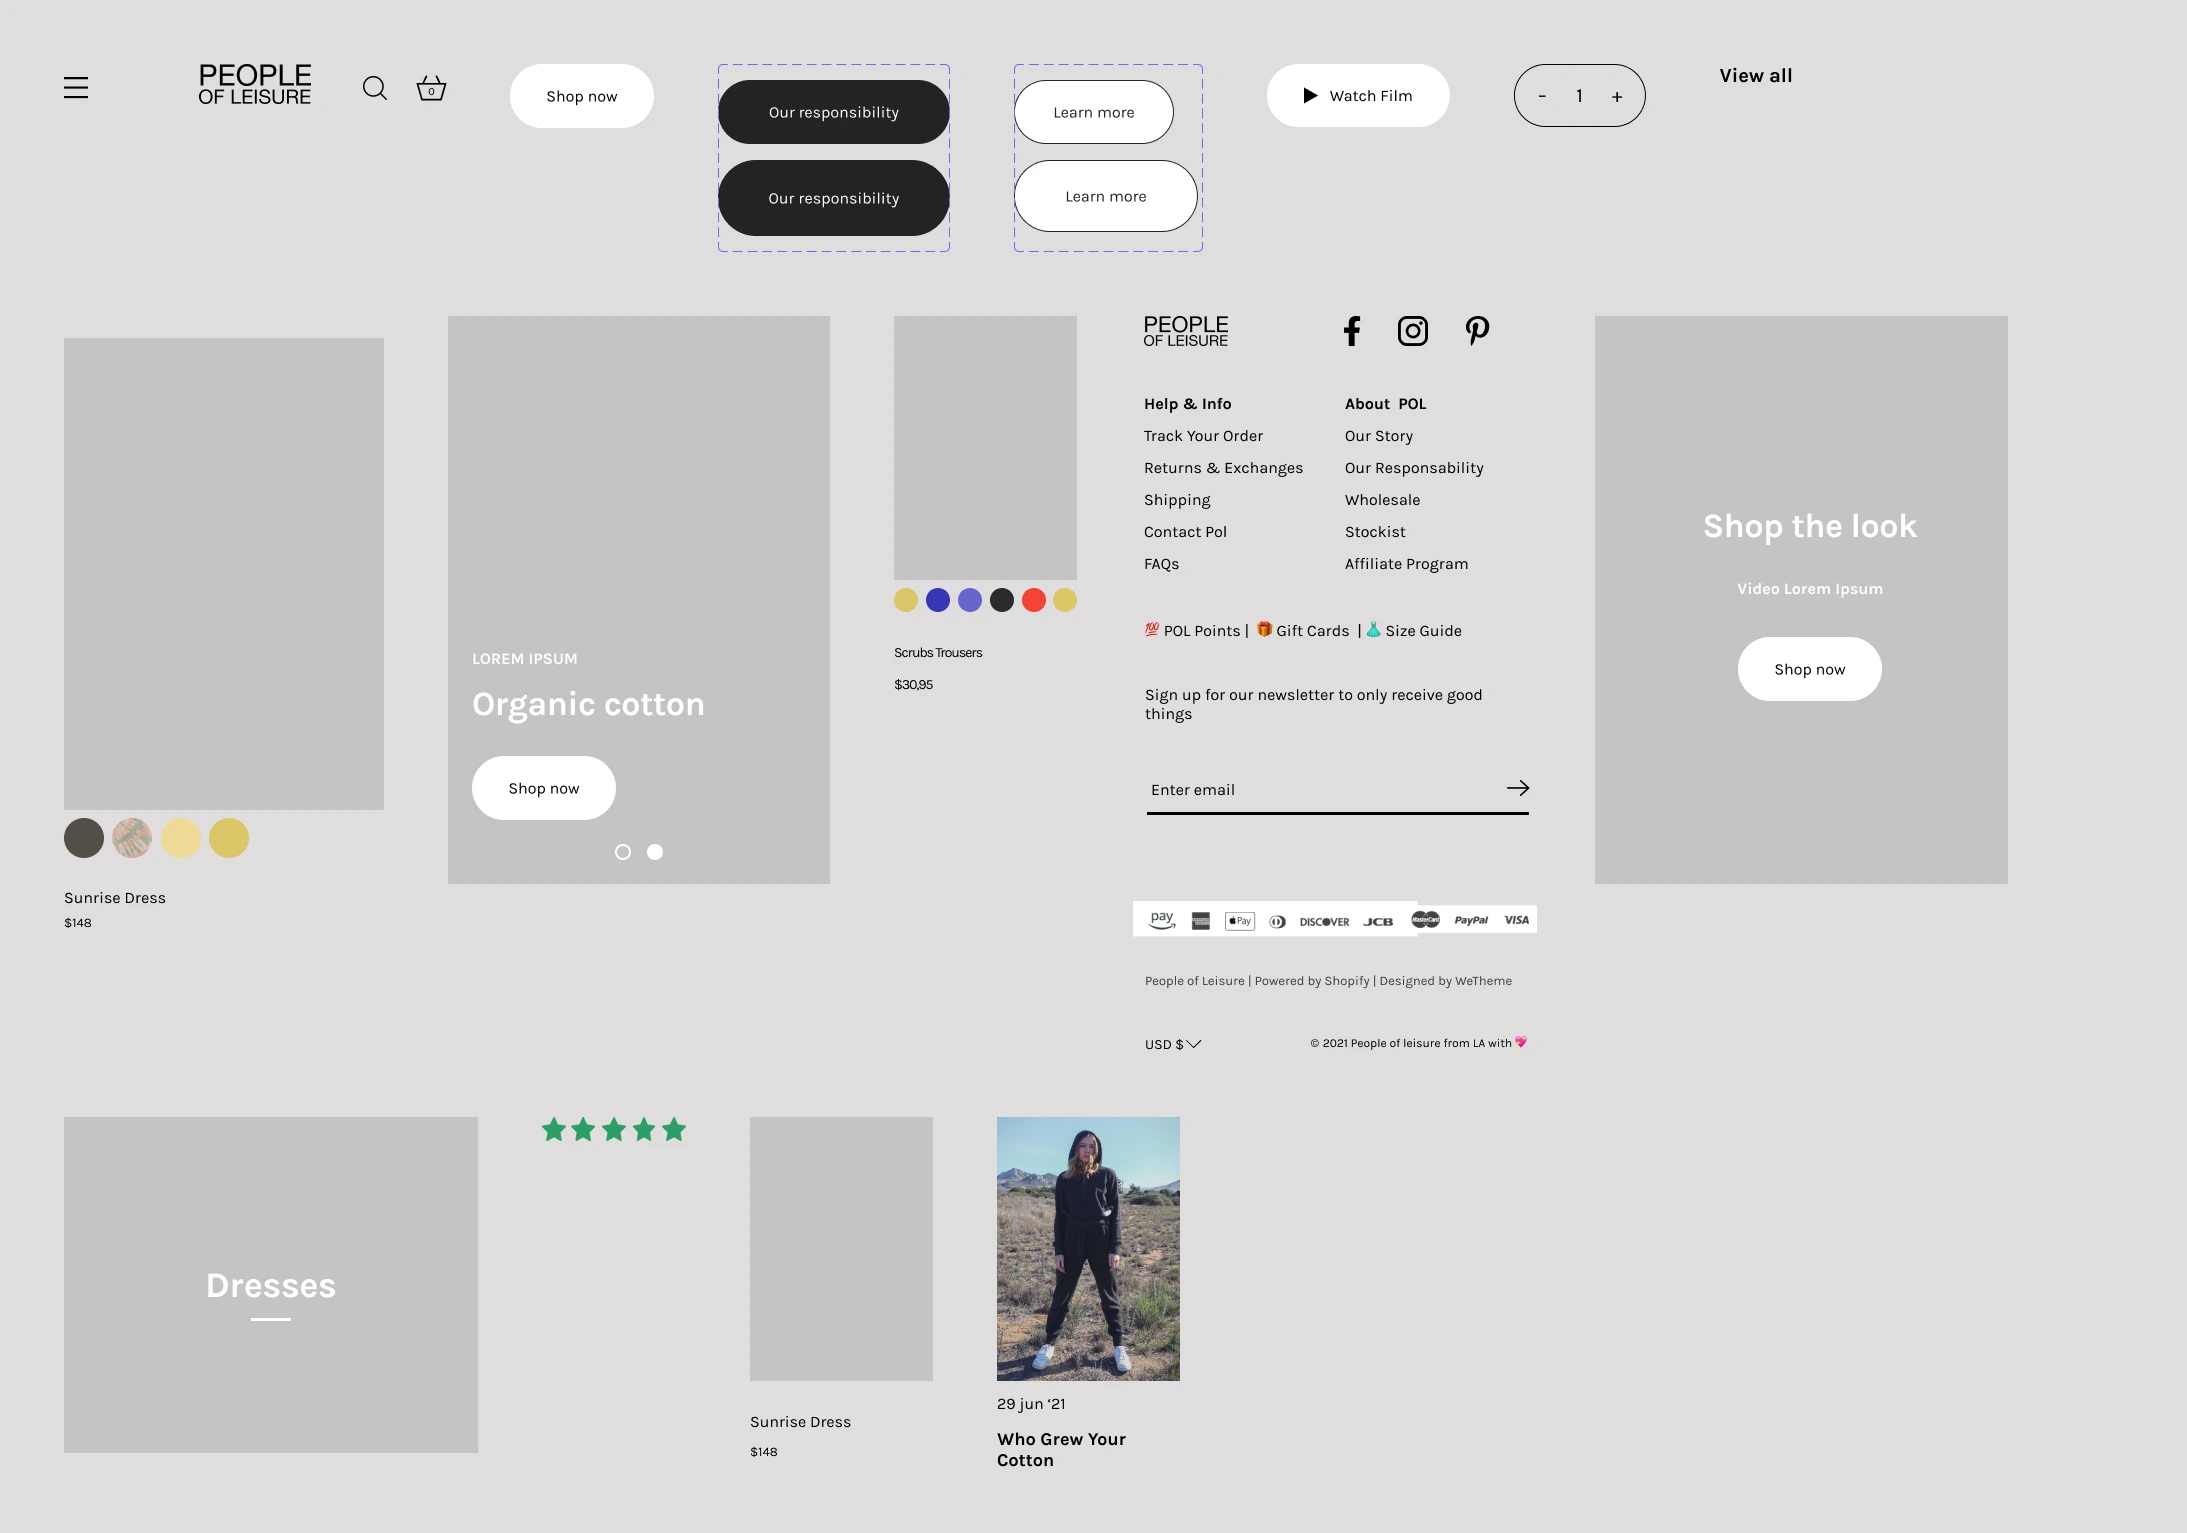 PEOPLE
OF LEISURE
0
Shop now
Our responsibility
Our responsibility
Learn more
Learn more
Watch Film
- 1 +
View all
Sunrise Dress
$148
LOREM IPSUM
Organic cotton
Shop now
Scrubs Trousers
$30,95
PEOPLE
OF LEISURE
Help & Info
Track Your Order
Returns & Exchanges
Shipping
Contact Pol
FAQs
About POL
Our Story
Our Responsability
Wholesale
Stockist
Affiliate Program
💯 POL Points | 🎁 Gift Cards | 👗 Size Guide
Sign up for our newsletter to only receive good
things
Enter email
pay Pay DISCOVER JCB MasterCard PayPal VISA
People of Leisure | Powered by Shopify | Designed by WeTheme
USD $
© 2021 People of leisure from LA with 💖
Shop the look
Video Lorem Ipsum
Shop now
Dresses
Sunrise Dress
$148
29 jun ‘21
Who Grew Your
Cotton